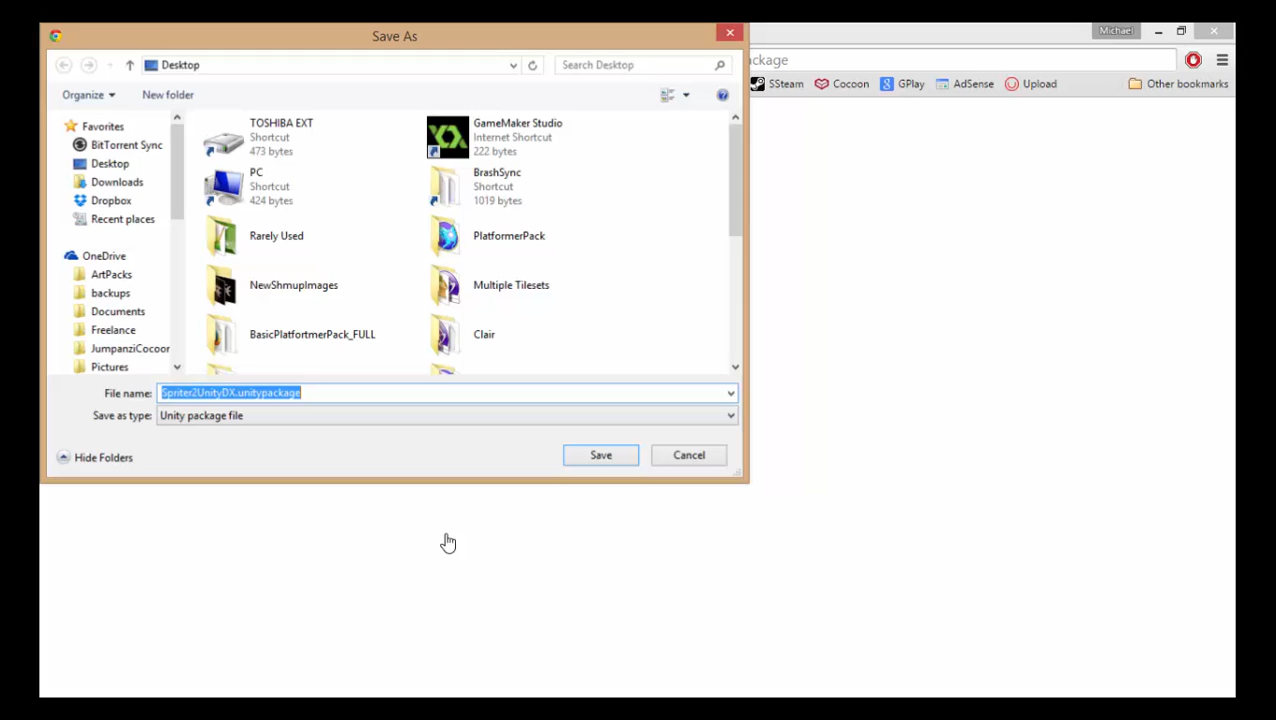 Save As
Michael
Desktop
Search Desktop
ckage
Organize
New folder
SSteam
Cocoon
GPlay
AdSense
Upload
Other bookmarks
Favorites
BitTorrent Sync
Desktop
Downloads
Dropbox
Recent places
OneDrive
ArtPacks
backups
Documents
Freelance
JumpanziCocoor
Pictures
TOSHIBA EXT
Shortcut
473 bytes
GameMaker Studio
Internet Shortcut
222 bytes
PC
Shortcut
424 bytes
BrashSync
Shortcut
1019 bytes
Rarely Used
PlatformerPack
NewShmupImages
Multiple Tilesets
BasicPlatfortmerPack_FULL
Clair
File name: Spriter2UnityDX.unitypackage
Save as type: Unity package file
Hide Folders
Save
Cancel